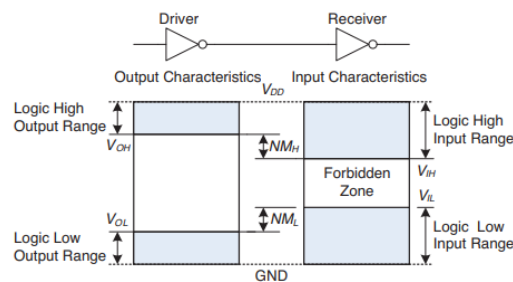 Driver Receiver
Output Characteristics Input Characteristics
VDD
Logic High
Output Range
VOH
NMH
Logic High
Input Range
VIH
Forbidden
Zone
VIL
VOL
NML
Logic Low
Output Range
Logic Low
Input Range
GND